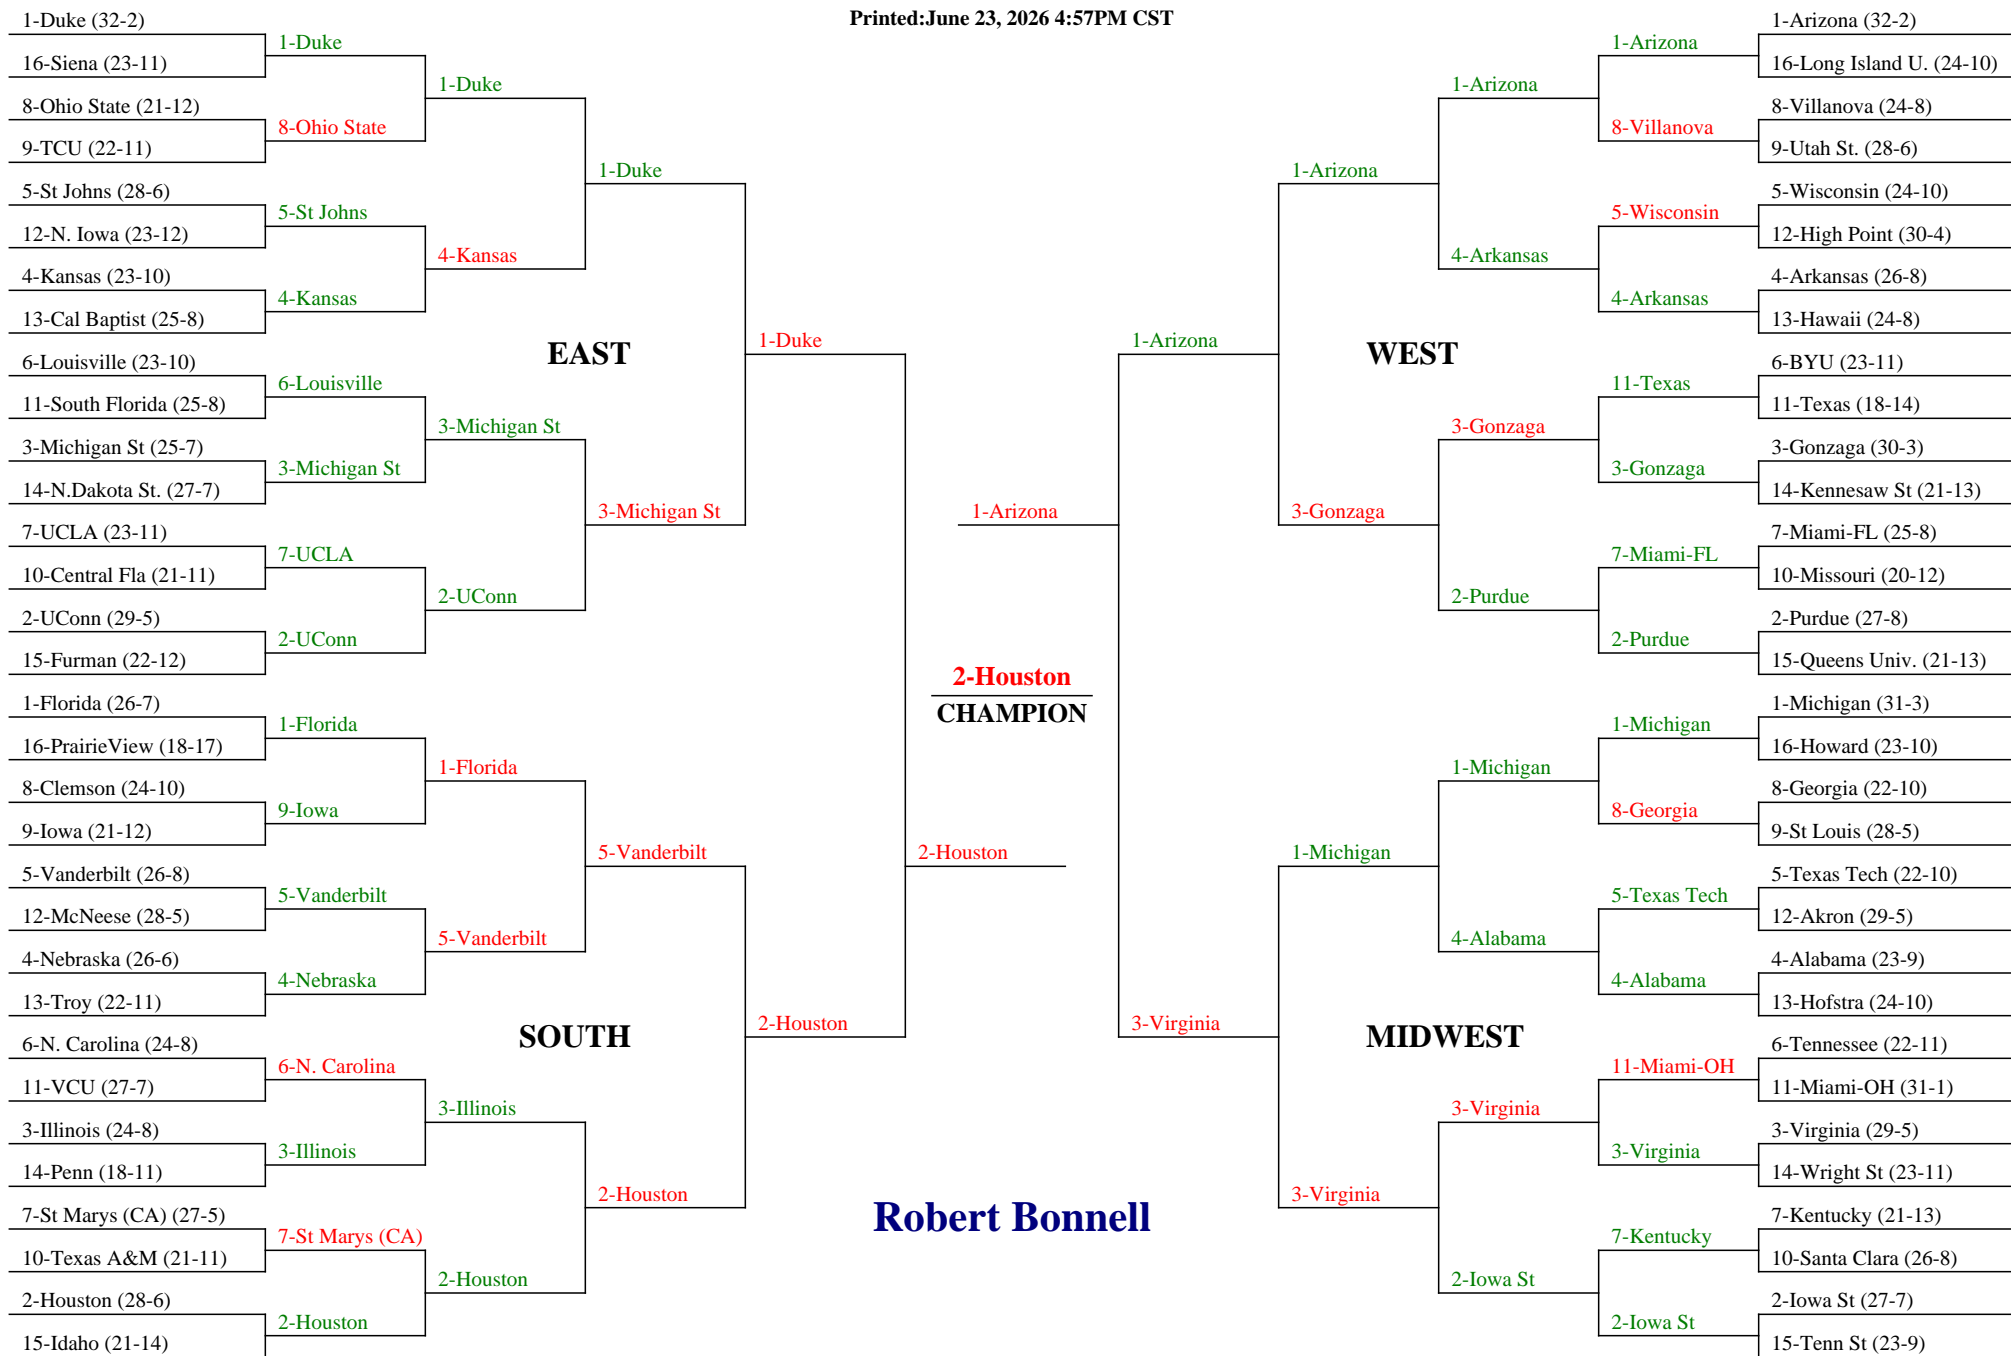 Printed:June 23, 2026 4:57PM CST
1-Duke (32-2)
16-Siena (23-11)
8-Ohio State (21-12)
9-TCU (22-11)
5-St Johns (28-6)
12-N. Iowa (23-12)
4-Kansas (23-10)
13-Cal Baptist (25-8)
6-Louisville (23-10)
11-South Florida (25-8)
3-Michigan St (25-7)
14-N.Dakota St. (27-7)
7-UCLA (23-11)
10-Central Fla (21-11)
2-UConn (29-5)
15-Furman (22-12)
1-Florida (26-7)
16-PrairieView (18-17)
8-Clemson (24-10)
9-Iowa (21-12)
5-Vanderbilt (26-8)
12-McNeese (28-5)
4-Nebraska (26-6)
13-Troy (22-11)
6-N. Carolina (24-8)
11-VCU (27-7)
3-Illinois (24-8)
14-Penn (18-11)
7-St Marys (CA) (27-5)
10-Texas A&M (21-11)
2-Houston (28-6)
15-Idaho (21-14)
1-Duke
8-Ohio State
5-St Johns
4-Kansas
6-Louisville
3-Michigan St
7-UCLA
2-UConn
1-Florida
9-Iowa
5-Vanderbilt
4-Nebraska
6-N. Carolina
3-Illinois
7-St Marys (CA)
2-Houston
1-Duke
4-Kansas
3-Michigan St
2-UConn
1-Florida
5-Vanderbilt
3-Illinois
2-Houston
1-Duke
EAST
3-Michigan St
5-Vanderbilt
SOUTH
2-Houston
1-Duke
2-Houston
2-Houston
1-Arizona
2-Houston
CHAMPION
Robert Bonnell
1-Arizona
3-Virginia
1-Arizona
WEST
3-Gonzaga
1-Michigan
MIDWEST
3-Virginia
1-Arizona
4-Arkansas
3-Gonzaga
2-Purdue
1-Michigan
4-Alabama
3-Virginia
2-Iowa St
1-Arizona
8-Villanova
5-Wisconsin
4-Arkansas
11-Texas
3-Gonzaga
7-Miami-FL
2-Purdue
1-Michigan
8-Georgia
5-Texas Tech
4-Alabama
11-Miami-OH
3-Virginia
7-Kentucky
2-Iowa St
1-Arizona (32-2)
16-Long Island U. (24-10)
8-Villanova (24-8)
9-Utah St. (28-6)
5-Wisconsin (24-10)
12-High Point (30-4)
4-Arkansas (26-8)
13-Hawaii (24-8)
6-BYU (23-11)
11-Texas (18-14)
3-Gonzaga (30-3)
14-Kennesaw St (21-13)
7-Miami-FL (25-8)
10-Missouri (20-12)
2-Purdue (27-8)
15-Queens Univ. (21-13)
1-Michigan (31-3)
16-Howard (23-10)
8-Georgia (22-10)
9-St Louis (28-5)
5-Texas Tech (22-10)
12-Akron (29-5)
4-Alabama (23-9)
13-Hofstra (24-10)
6-Tennessee (22-11)
11-Miami-OH (31-1)
3-Virginia (29-5)
14-Wright St (23-11)
7-Kentucky (21-13)
10-Santa Clara (26-8)
2-Iowa St (27-7)
15-Tenn St (23-9)